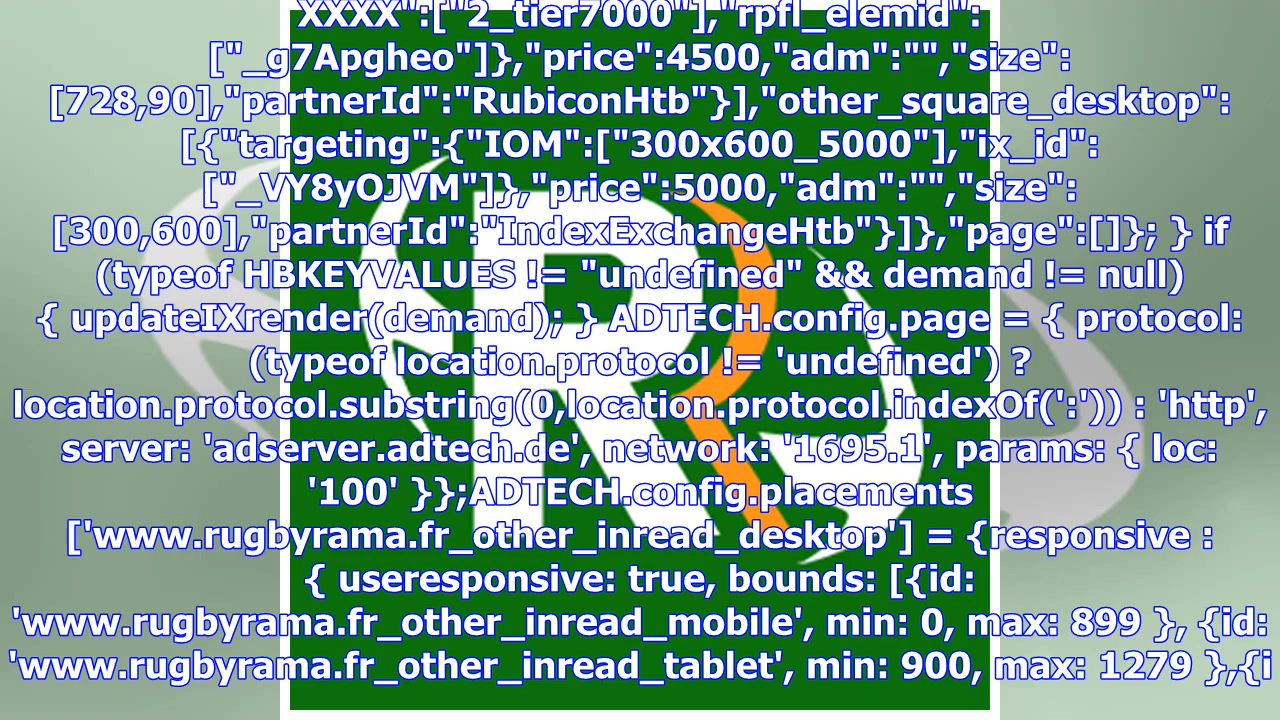 XXXX":["2_tier7000"],"rpfl_elemid":
["_g7Apgheo"]},"price":4500,"adm":"","size":
[728,90],"partnerId":"RubiconHtb"}],"other_square_desktop":
[{"targeting":{"IOM":["300x600_5000"],"ix_id":
["_VY8yOJVM"]},"price":5000,"adm":"","size":
[300,600],"partnerId":"IndexExchangeHtb"}]},"page":[]}; } if
(typeof HBKEYVALUES != "undefined" && demand != null)
{ updateIXrender(demand); } ADTECH.config.page = { protocol:
(typeof location.protocol != 'undefined') ?
location.protocol.substring(0,location.protocol.indexOf(':')) : 'http',
server: 'adserver.adtech.de', network: '1695.1', params: { loc:
'100' }};ADTECH.config.placements
['www.rugbyrama.fr_other_inread_desktop'] = {responsive :
{ useresponsive: true, bounds: [{id:
'www.rugbyrama.fr_other_inread_mobile', min: 0, max: 899 }, {id:
'www.rugbyrama.fr_other_inread_tablet', min: 900, max: 1279 },{i